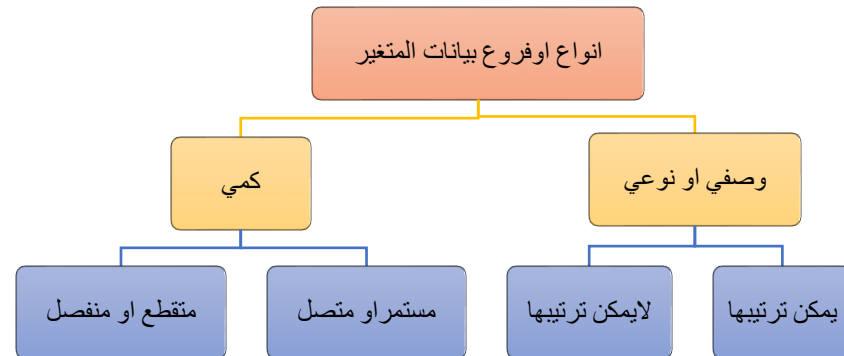 انواع اوفروع بيانات المتغير
وصفي او نوعي
كمي
يمكن ترتيبها
لايمكن ترتيبها
مستمراو متصل
متقطع او منفصل